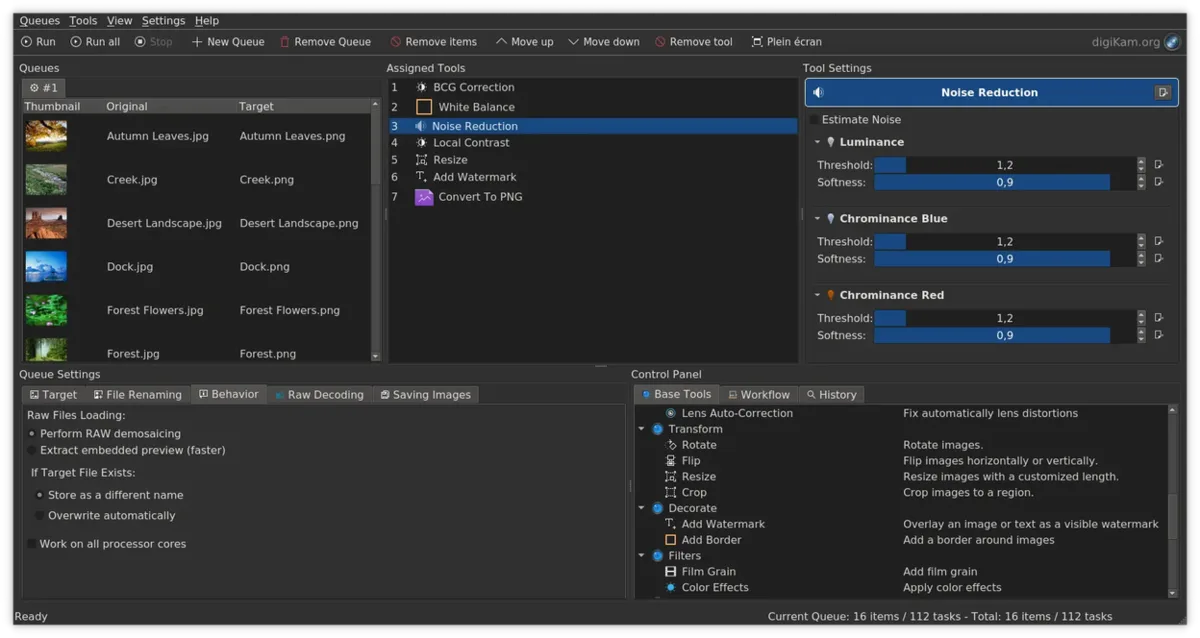 Queues Tools View Settings Help
Run Run all Stop New Queue Remove Queue Remove items Move up Move down Remove tool Plein écran digiKam.org
Queues
#1
Thumbnail Original Target
Autumn Leaves.jpg Autumn Leaves.png
Creek.jpg Creek.png
Desert Landscape.jpg Desert Landscape.png
Dock.jpg Dock.png
Forest Flowers.jpg Forest Flowers.png
Forest.jpg Forest.png
Assigned Tools
1 BCG Correction
2 White Balance
3 Noise Reduction
4 Local Contrast
5 Resize
6 Add Watermark
7 Convert To PNG
Tool Settings
Noise Reduction
Estimate Noise
Luminance
Threshold: 1,2
Softness: 0,9
Chrominance Blue
Threshold: 1,2
Softness: 0,9
Chrominance Red
Threshold: 1,2
Softness: 0,9
Queue Settings
Target File Renaming Behavior Raw Decoding Saving Images
Raw Files Loading:
Perform RAW demosaicing
Extract embedded preview (faster)
If Target File Exists:
Store as a different name
Overwrite automatically
Work on all processor cores
Control Panel
Base Tools Workflow History
Lens Auto-Correction Fix automatically lens distortions
Transform
Rotate Rotate images.
Flip Flip images horizontally or vertically.
Resize Resize images with a customized length.
Crop Crop images to a region.
Decorate
Add Watermark Overlay an image or text as a visible watermark
Add Border Add a border around images
Filters
Film Grain Add film grain
Color Effects Apply color effects
Ready Current Queue: 16 items / 112 tasks - Total: 16 items / 112 tasks